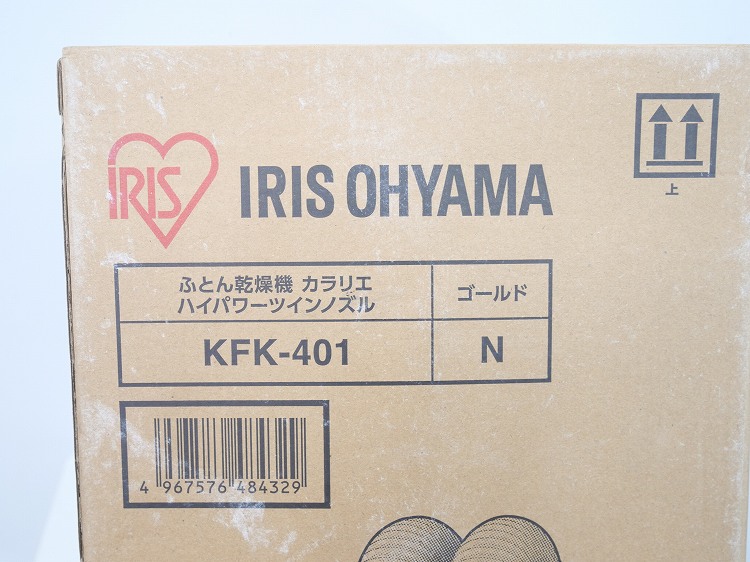 IRIS
IRIS OHYAMA
上
ふとん乾燥機 カラリエ
ハイパワーツインノズル
ゴールド
KFK-401
N
4 967576 484329